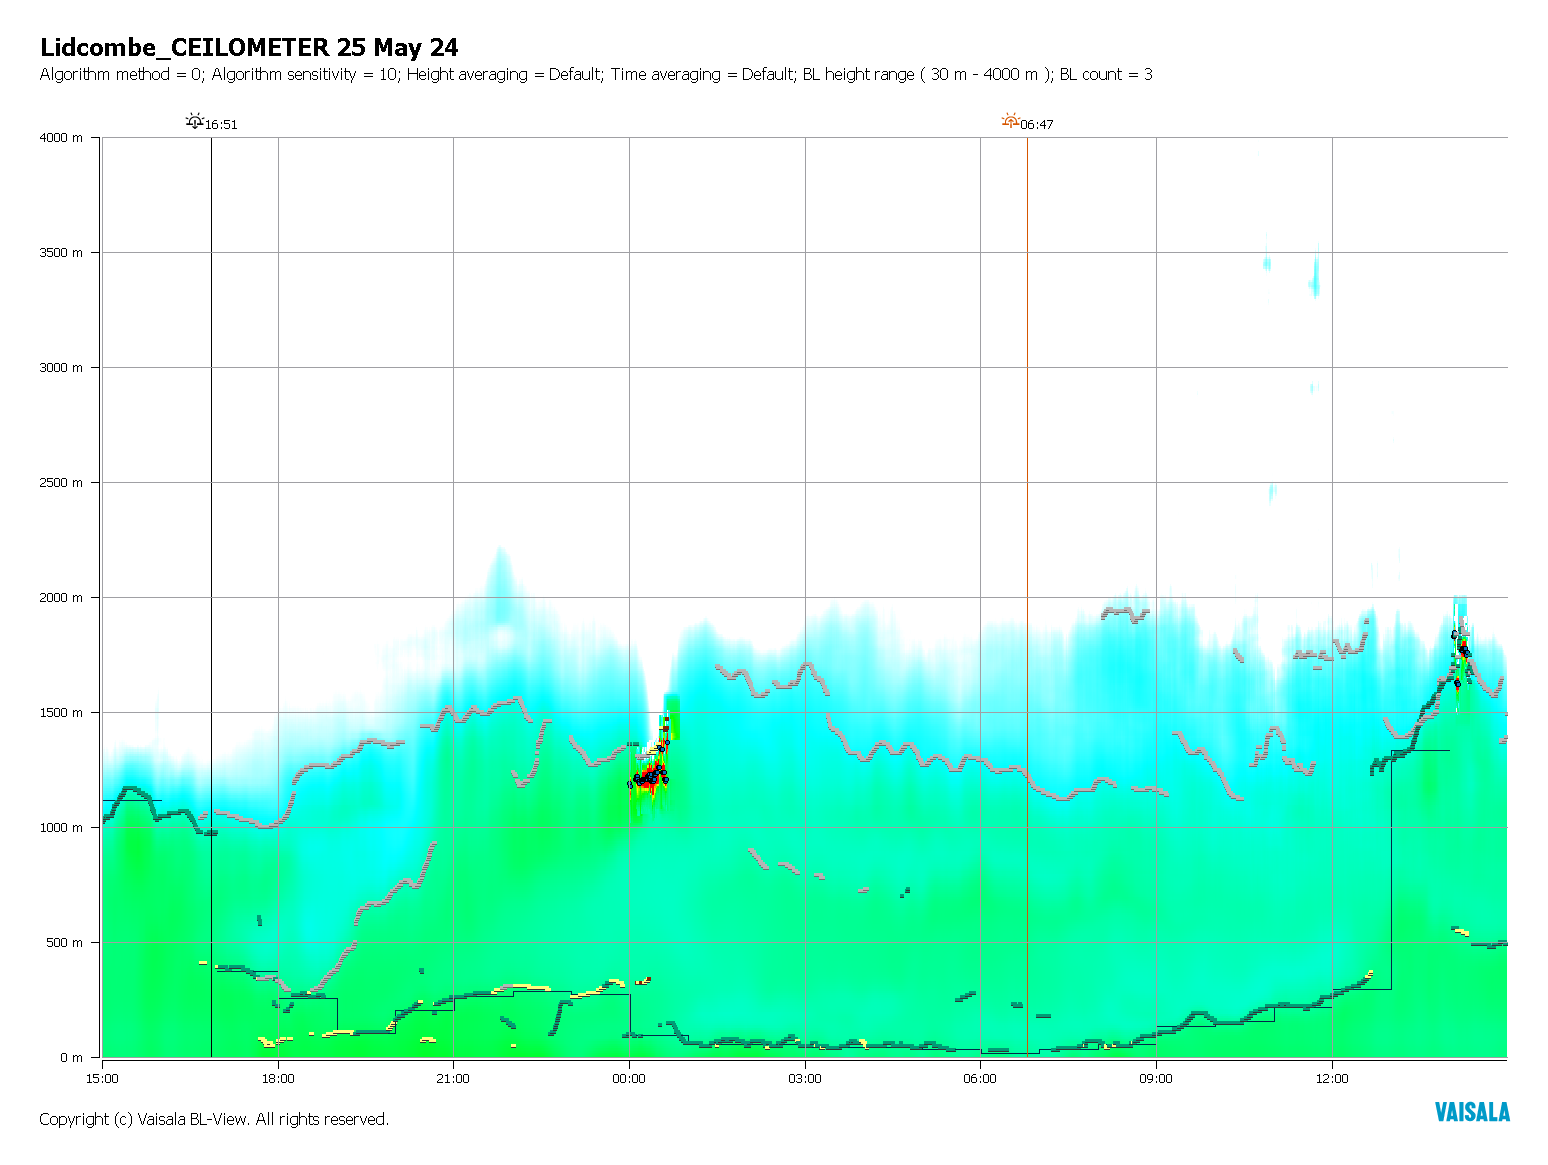 Lidcombe_CEILOMETER 25 May 24
Algorithm method = 0; Algorithm sensitivity = 10; Height averaging = Default; Time averaging = Default; BL height range ( 30 m - 4000 m ); BL count = 3
16:51 06:47
4000 m
3500 m
3000 m
2500 m
2000 m
1500 m
1000 m
500 m
0 m
15:00 18:00 21:00 00:00 03:00 06:00 09:00 12:00
Copyright (c) Vaisala BL-View. All rights reserved.
VAISALA